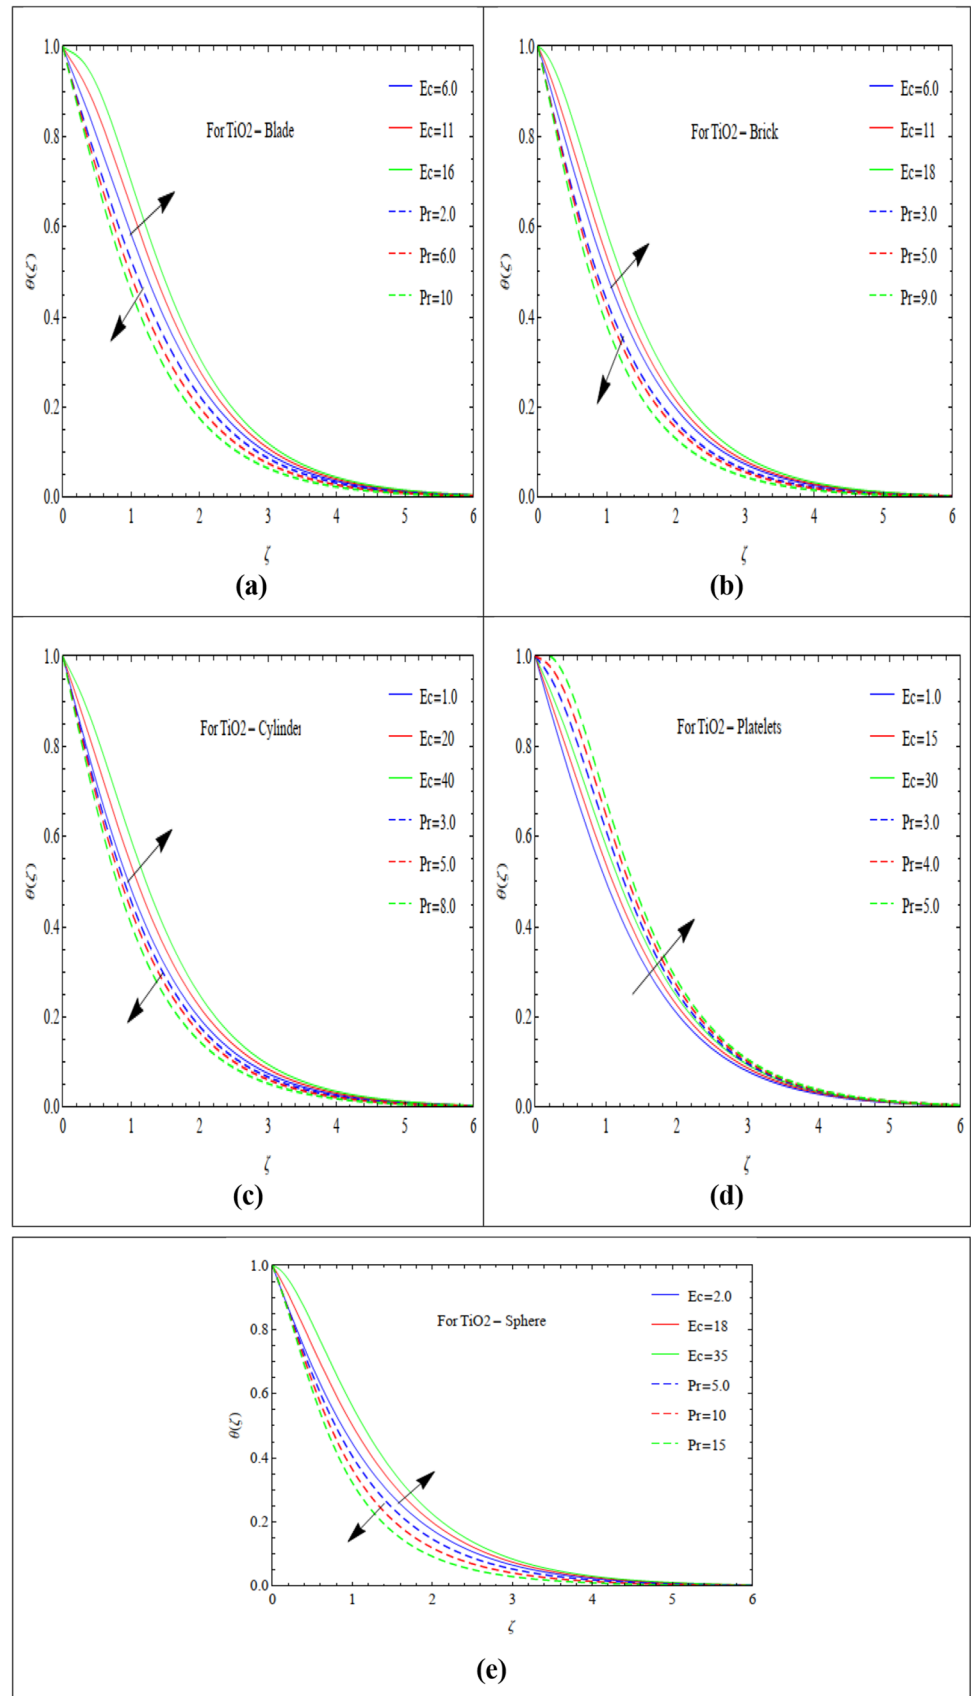 1.0
0.8
0.6
0.4
0.2
0.0
θ(ζ)
For TiO2 – Blade
Ec=6.0
Ec=11
Ec=16
Pr=2.0
Pr=6.0
Pr=10
0 1 2 3 4 5 6
ζ
(a)
1.0
0.8
0.6
0.4
0.2
0.0
θ(ζ)
For TiO2 – Brick
Ec=6.0
Ec=11
Ec=18
Pr=3.0
Pr=5.0
Pr=9.0
0 1 2 3 4 5 6
ζ
(b)
1.0
0.8
0.6
0.4
0.2
0.0
θ(ζ)
For TiO2 – Cylinder
Ec=1.0
Ec=20
Ec=40
Pr=3.0
Pr=5.0
Pr=8.0
0 1 2 3 4 5 6
ζ
(c)
1.0
0.8
0.6
0.4
0.2
0.0
θ(ζ)
For TiO2 – Platelets
Ec=1.0
Ec=15
Ec=30
Pr=3.0
Pr=4.0
Pr=5.0
0 1 2 3 4 5 6
ζ
(d)
1.0
0.8
0.6
0.4
0.2
0.0
θ(ζ)
For TiO2 – Sphere
Ec=2.0
Ec=18
Ec=35
Pr=5.0
Pr=10
Pr=15
0 1 2 3 4 5 6
ζ
(e)